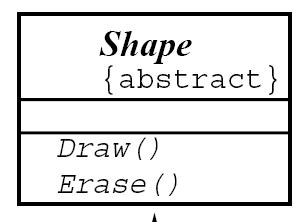 Shape
{abstract}
Draw()
Erase()